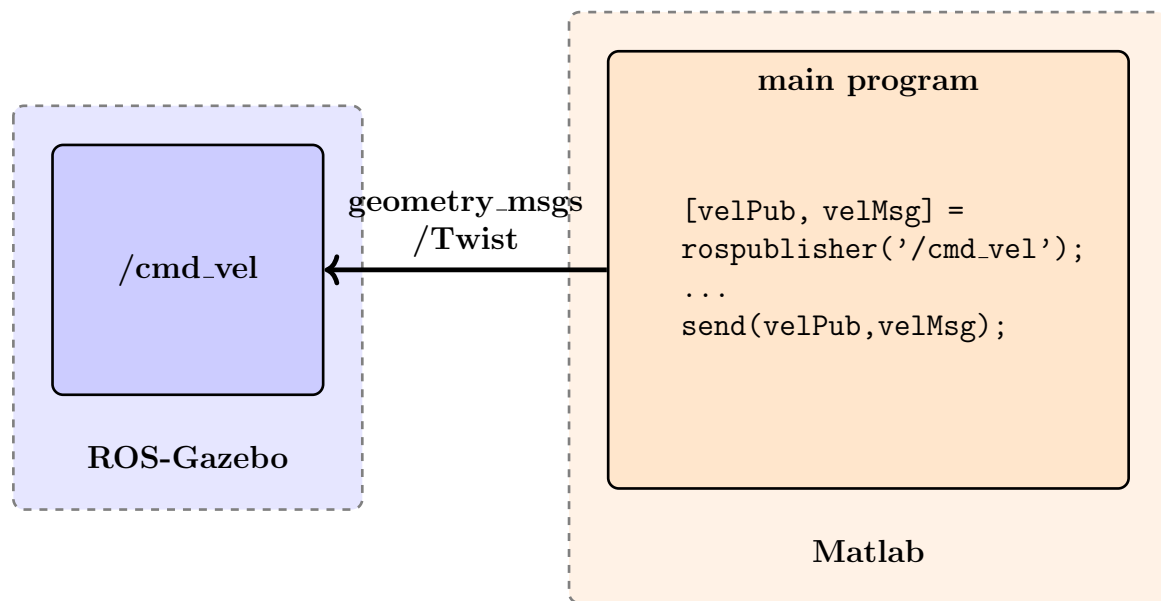 main program
geometry_msgs
/Twist
/cmd_vel
[velPub, velMsg] =
rospublisher('/cmd_vel');
...
send(velPub,velMsg);
ROS-Gazebo
Matlab